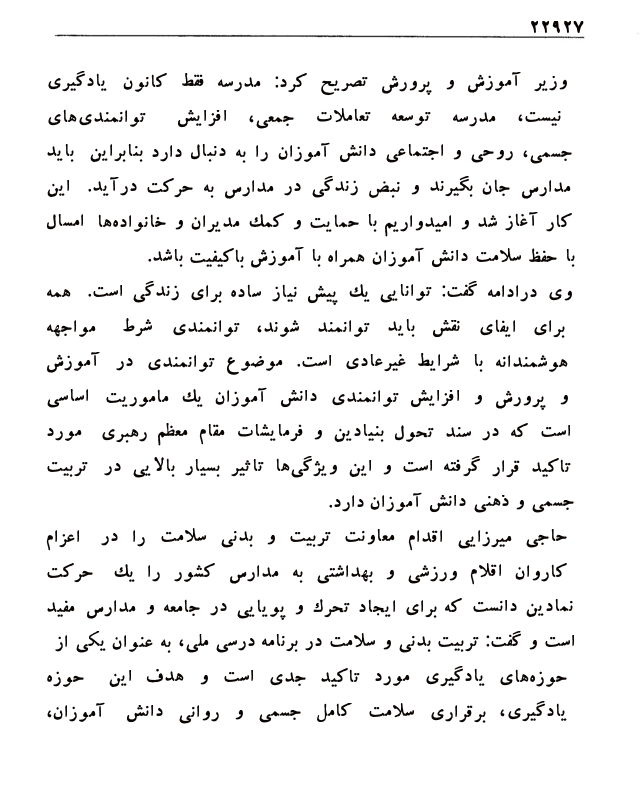 ۲۲۹۲۷
وزیر آموزش و پرورش تصریح کرد: مدرسه فقط کانون یادگیری
نیست، مدرسه توسعه تعاملات جمعی، افزایش توانمندی‌های
جسمی، روحی و اجتماعی دانش آموزان را به دنبال دارد بنابراین باید
مدارس جان بگیرند و نبض زندگی در مدارس به حرکت درآید. این
کار آغاز شد و امیدواریم با حمایت و کمك مدیران و خانواده‌ها امسال
با حفظ سلامت دانش آموزان همراه با آموزش باکیفیت باشد.
وی درادامه گفت: توانایی یك پیش نیاز ساده برای زندگی است. همه
برای ایفای نقش باید توانمند شوند، توانمندی شرط مواجهه
هوشمندانه با شرایط غیرعادی است. موضوع توانمندی در آموزش
و پرورش و افزایش توانمندی دانش آموزان یك ماموریت اساسی
است که در سند تحول بنیادین و فرمایشات مقام معظم رهبری مورد
تاکید قرار گرفته است و این ویژگی‌ها تاثیر بسیار بالایی در تربیت
جسمی و ذهنی دانش آموزان دارد.
حاجی میرزایی اقدام معاونت تربیت و بدنی سلامت را در اعزام
کاروان اقلام ورزشی و بهداشتی به مدارس کشور را یك حرکت
نمادین دانست که برای ایجاد تحرك و پویایی در جامعه و مدارس مفید
است و گفت: تربیت بدنی و سلامت در برنامه درسی ملی، به عنوان یکی از
حوزه‌های یادگیری مورد تاکید جدی است و هدف این حوزه
یادگیری، برقراری سلامت کامل جسمی و روانی دانش آموزان،